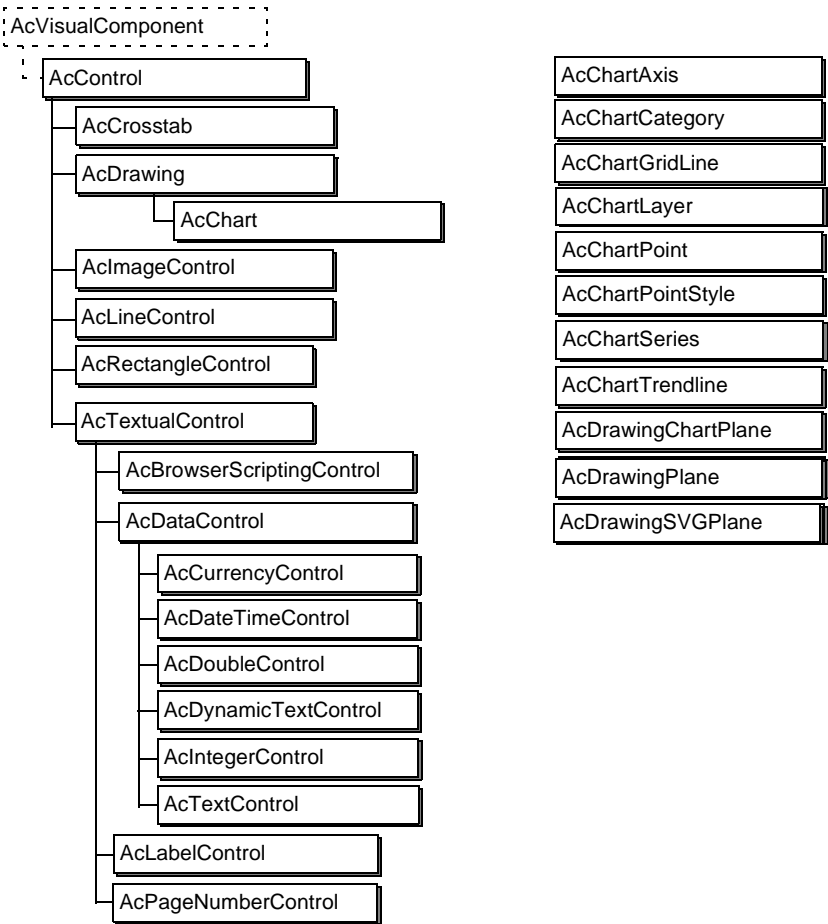 AcVisualComponent
AcControl
AcCrosstab
AcDrawing
AcChart
AcImageControl
AcLineControl
AcRectangleControl
AcTextualControl
AcBrowserScriptingControl
AcDataControl
AcCurrencyControl
AcDateTimeControl
AcDoubleControl
AcDynamicTextControl
AcIntegerControl
AcTextControl
AcLabelControl
AcPageNumberControl
AcChartAxis
AcChartCategory
AcChartGridLine
AcChartLayer
AcChartPoint
AcChartPointStyle
AcChartSeries
AcChartTrendline
AcDrawingChartPlane
AcDrawingPlane
AcDrawingSVGPlane